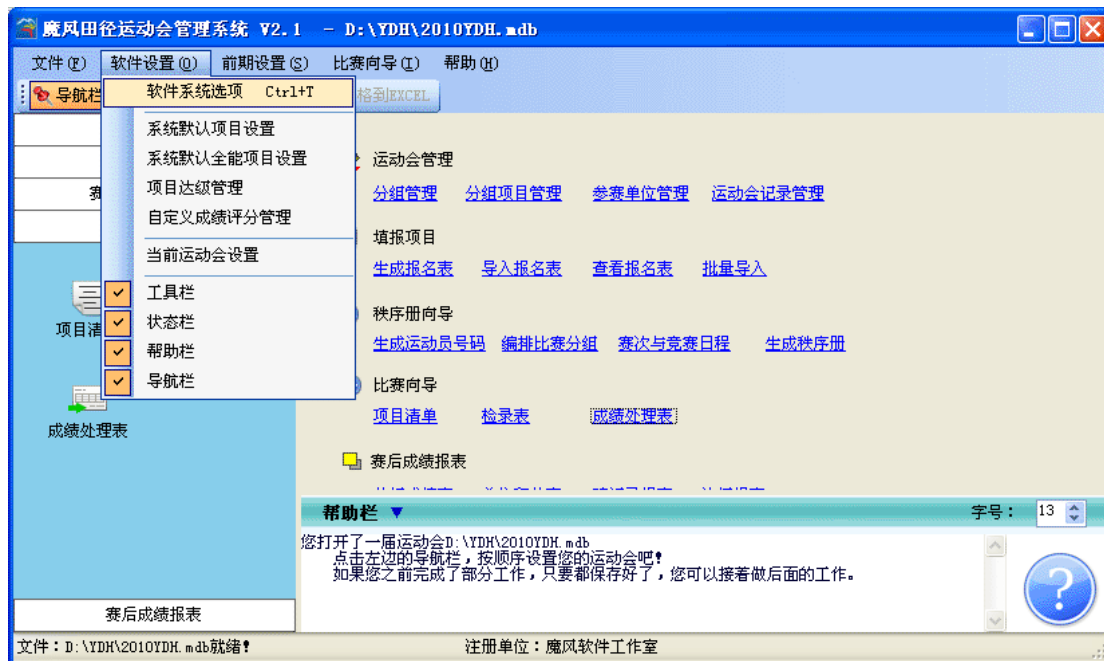 魔风田径运动会管理系统 V2.1 - D:\YDH\2010YDH.mdb
文件(F) 软件设置(O) 前期设置(S) 比赛向导(I) 帮助(H)
导航栏 格到EXCEL
软件系统选项 Ctrl+T
系统默认项目设置
系统默认全能项目设置
项目达级管理
自定义成绩评分管理
当前运动会设置
工具栏
状态栏
帮助栏
导航栏
赛
项目清
成绩处理表
赛后成绩报表
运动会管理
分组管理 分组项目管理 参赛单位管理 运动会记录管理
填报项目
生成报名表 导入报名表 查看报名表 批量导入
秩序册向导
生成运动员号码 编排比赛分组 赛次与竞赛日程 生成秩序册
比赛向导
项目清单 检录表 成绩处理表
赛后成绩报表
帮助栏 ▼ 字号： 13
您打开了一届运动会D:\YDH\2010YDH.mdb
点击左边的导航栏，按顺序设置您的运动会吧！
如果您之前完成了部分工作，只要都保存好了，您可以接着做后面的工作。
文件：D:\YDH\2010YDH.mdb就绪！ 注册单位：魔风软件工作室